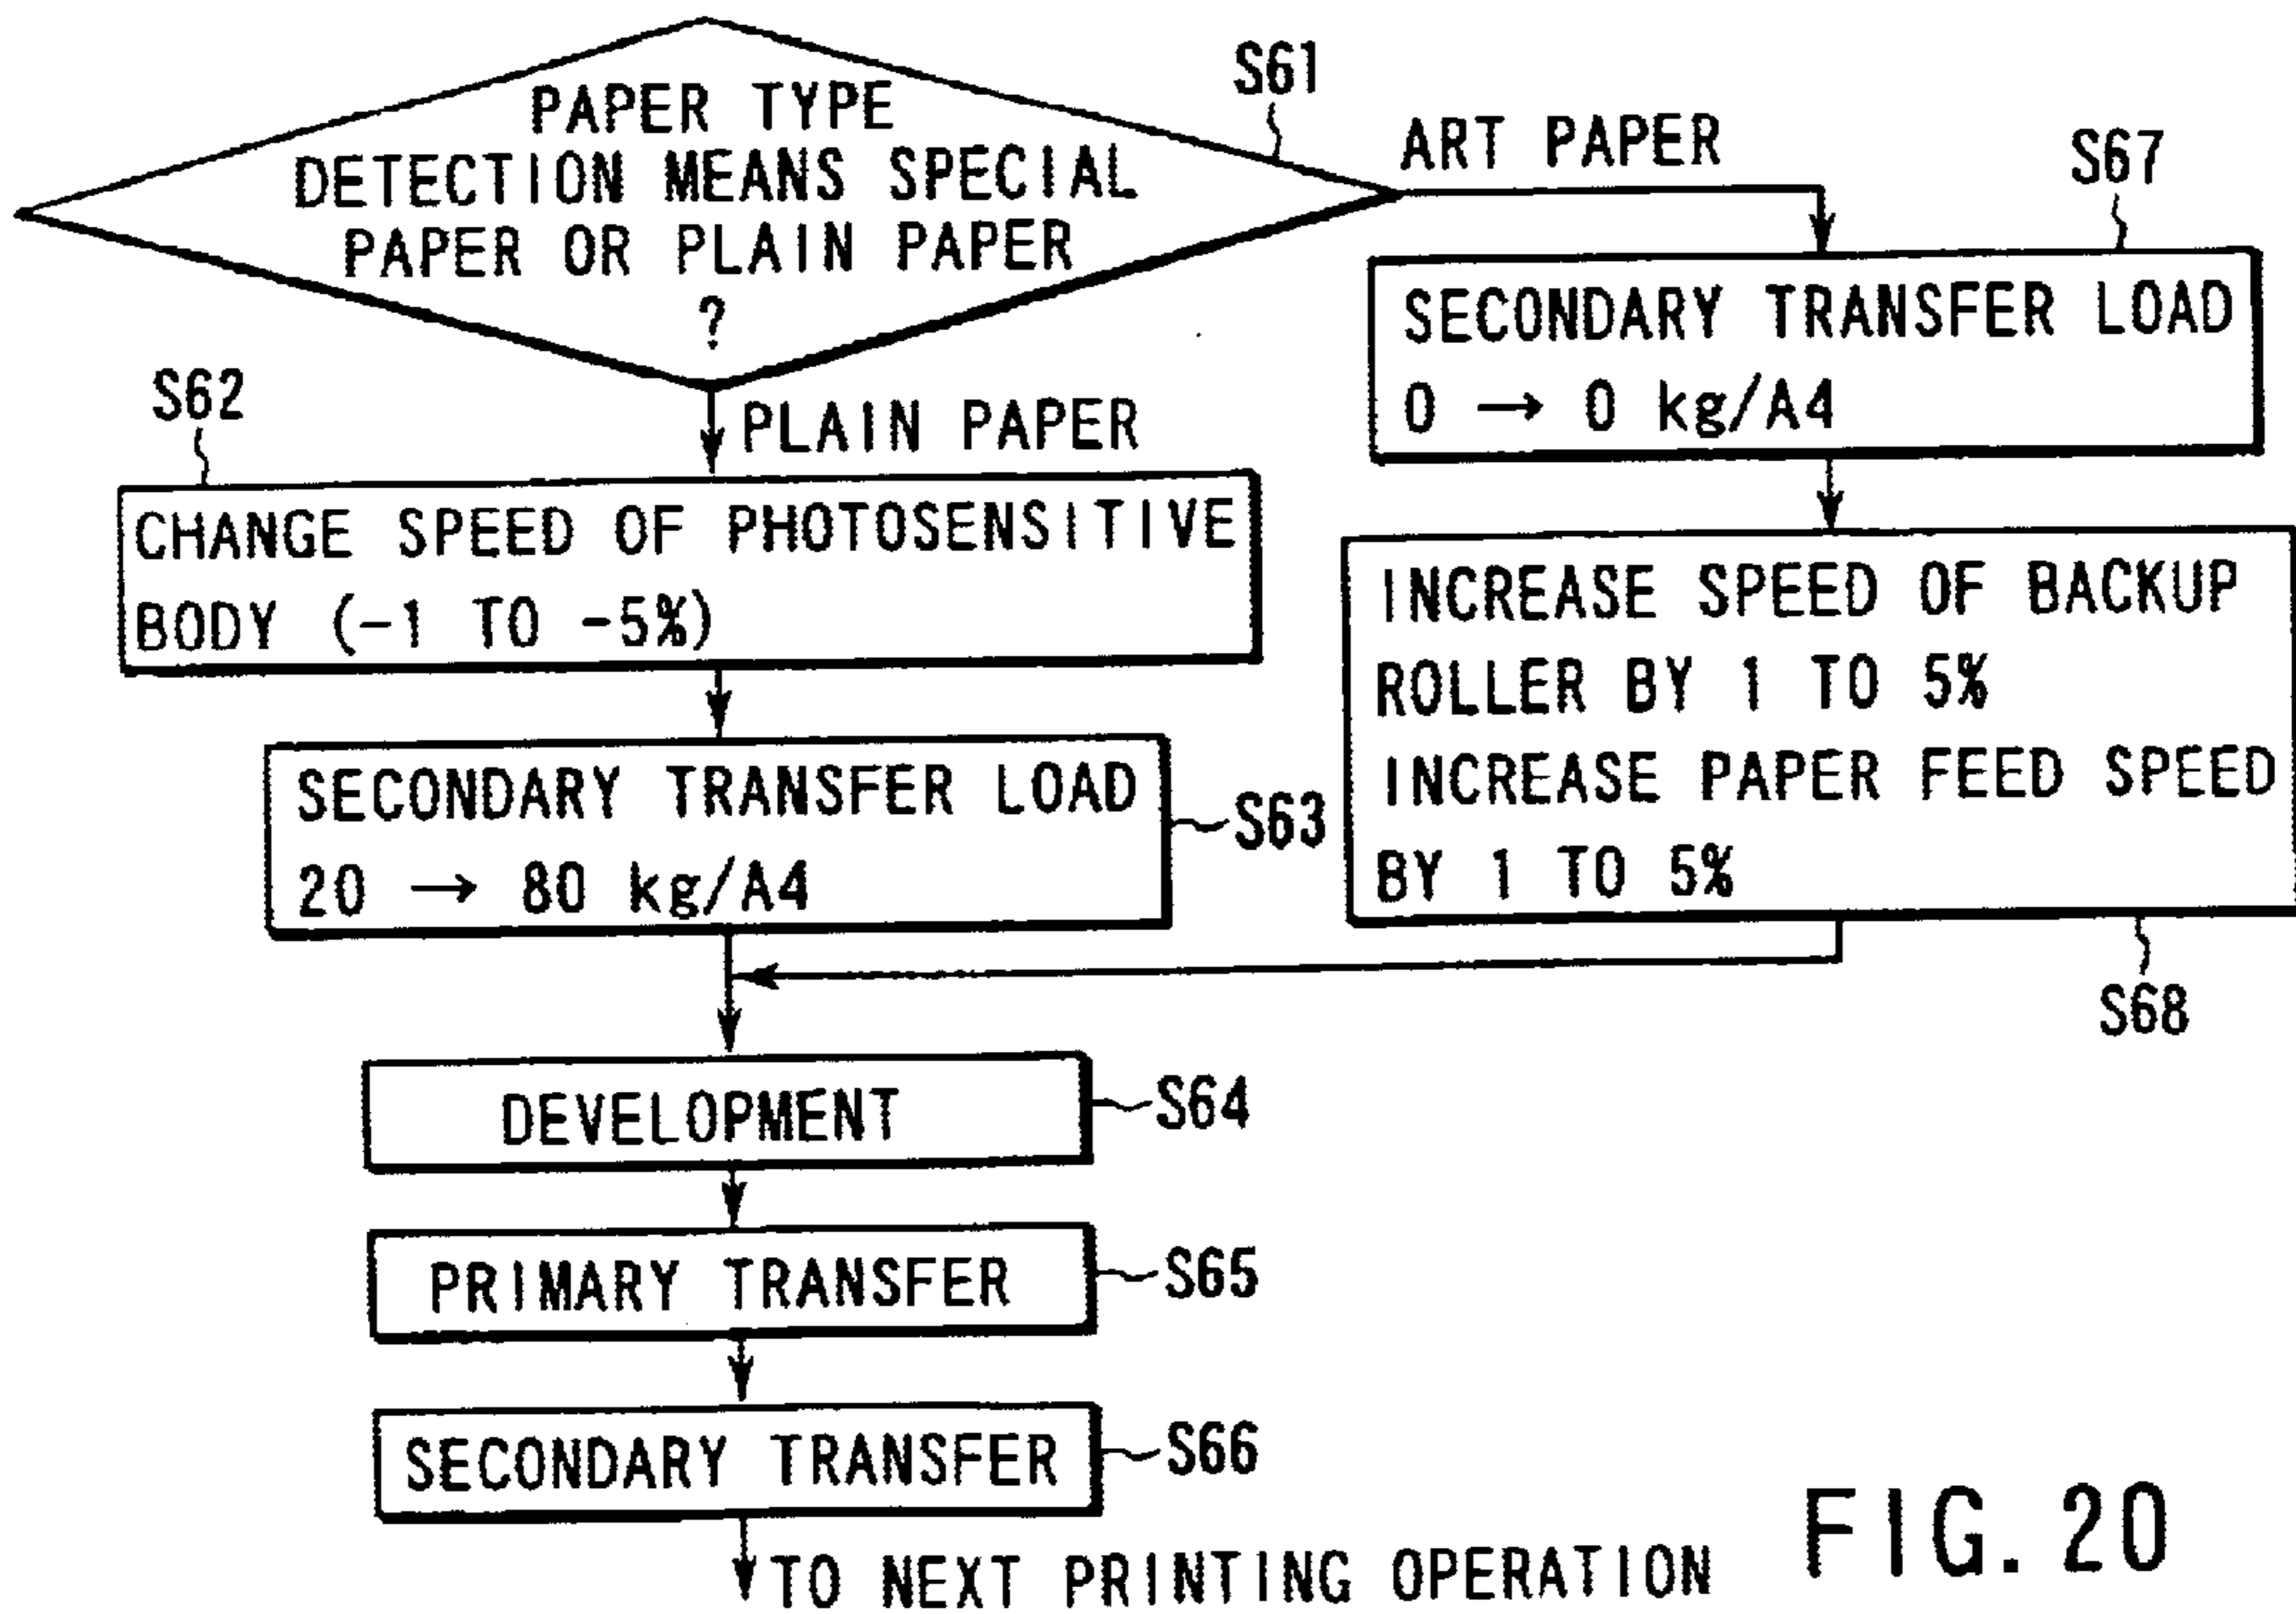 S61
PAPER TYPE
DETECTION MEANS SPECIAL
PAPER OR PLAIN PAPER
?
ART PAPER
S67
SECONDARY TRANSFER LOAD
0 → 0 kg/A4
S62
PLAIN PAPER
CHANGE SPEED OF PHOTOSENSITIVE
BODY (-1 TO -5%)
INCREASE SPEED OF BACKUP
ROLLER BY 1 TO 5%
INCREASE PAPER FEED SPEED
BY 1 TO 5%
S68
SECONDARY TRANSFER LOAD
20 → 80 kg/A4
S63
DEVELOPMENT
S64
PRIMARY TRANSFER
S65
SECONDARY TRANSFER
S66
TO NEXT PRINTING OPERATION
FIG. 20